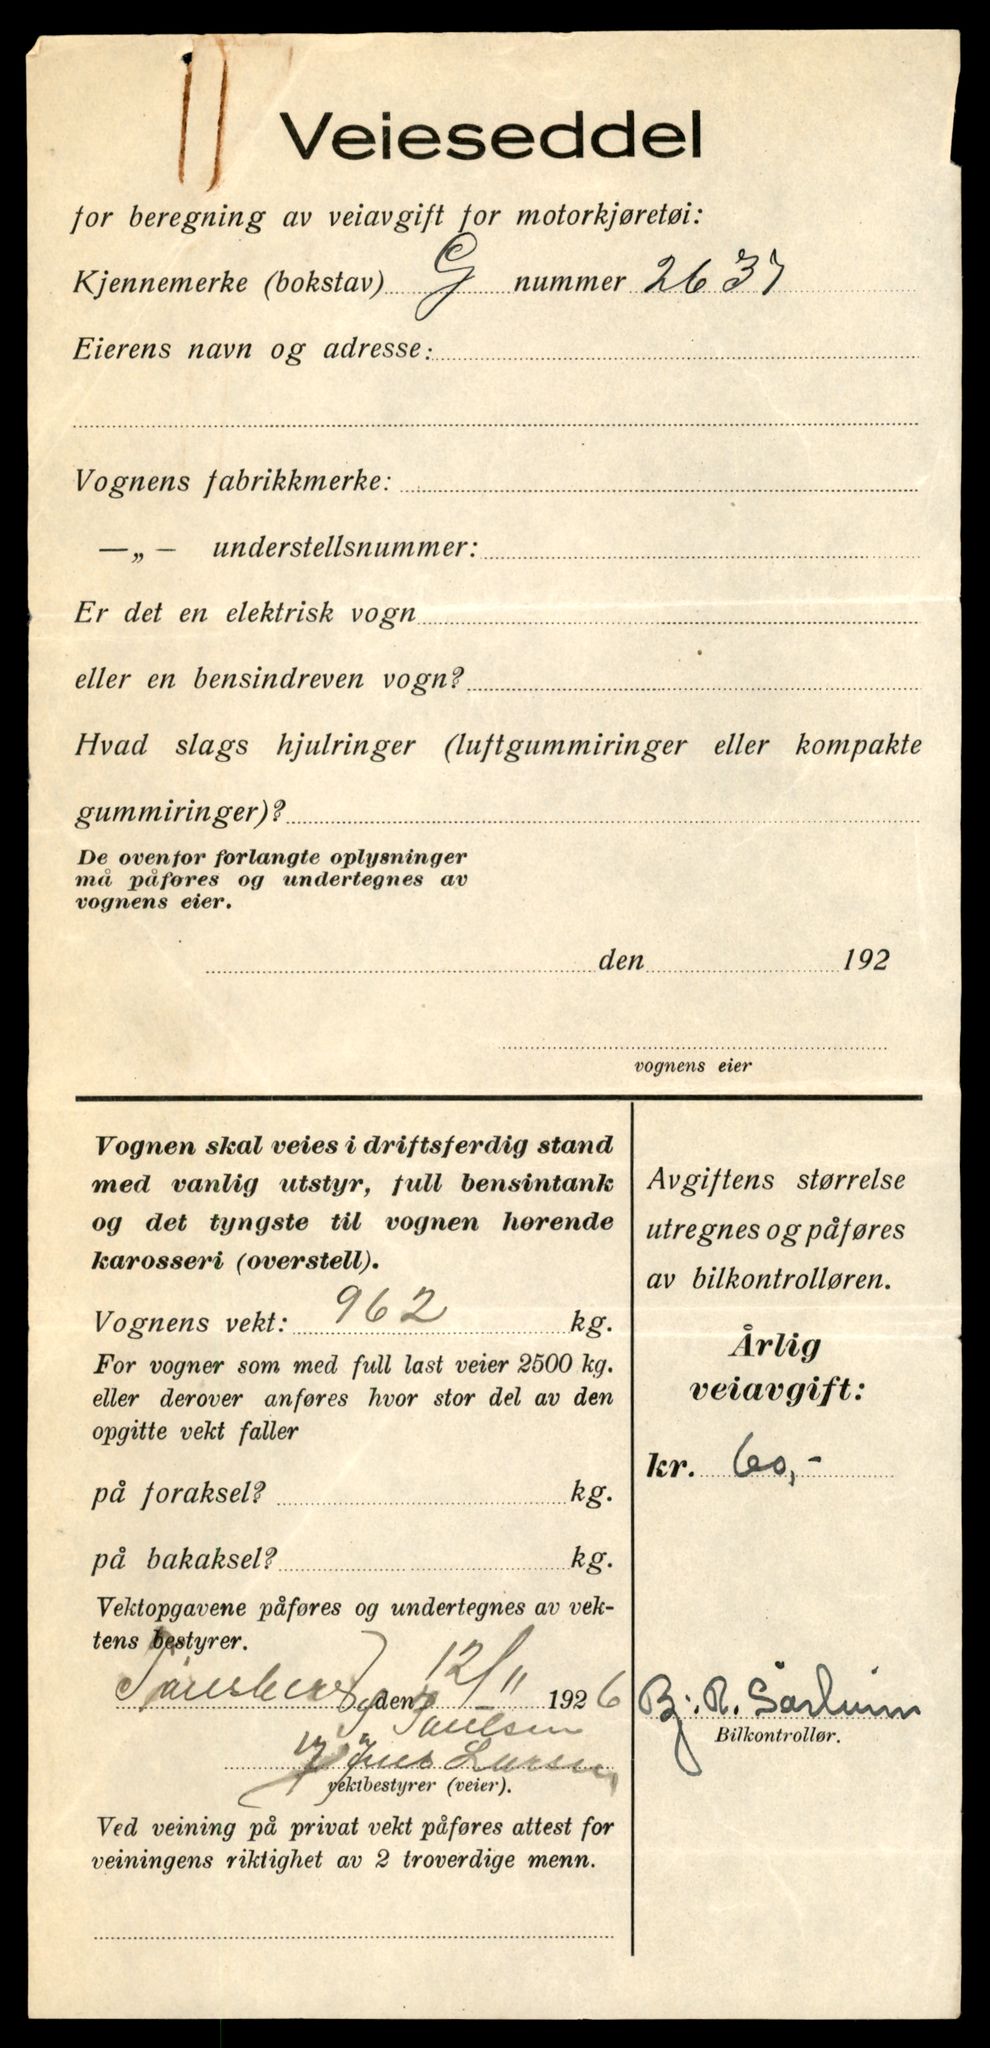 Veieseddel
for beregning av veiavgift for motorkjøretøi:
Kjennemerke (bokstav) G nummer 2637
Eierens navn og adresse:
Vognens fabrikkmerke:
—„— understellsnummer:
Er det en elektrisk vogn
eller en bensindreven vogn?
Hvad slags hjulringer (luftgummiringer eller kompakte
gummiringer)?
De ovenfor forlangte oplysninger
må påføres og undertegnes av
vognens eier.
den 192
vognens eier
Vognen skal veies i driftsferdig stand
med vanlig utstyr, full bensintank
og det tyngste til vognen hørende
karosseri (overstell).
Vognens vekt: 962 kg.
For vogner som med full last veier 2500 kg.
eller derover anføres hvor stor del av den
opgitte vekt faller
på foraksel? kg.
på bakaksel? kg.
Vektopgavene påføres og undertegnes av vek-
tens bestyrer.
Tønsberg den 12/11 1926
Paulsen
Jens Larsen
vektbestyrer (veier).
Ved veining på privat vekt påføres attest for
veiningens riktighet av 2 troverdige menn.
Avgiftens størrelse
utregnes og påføres
av bilkontrolløren.
Årlig
veiavgift:
kr. 60,-
Bj. R.
Bilkontrollør.